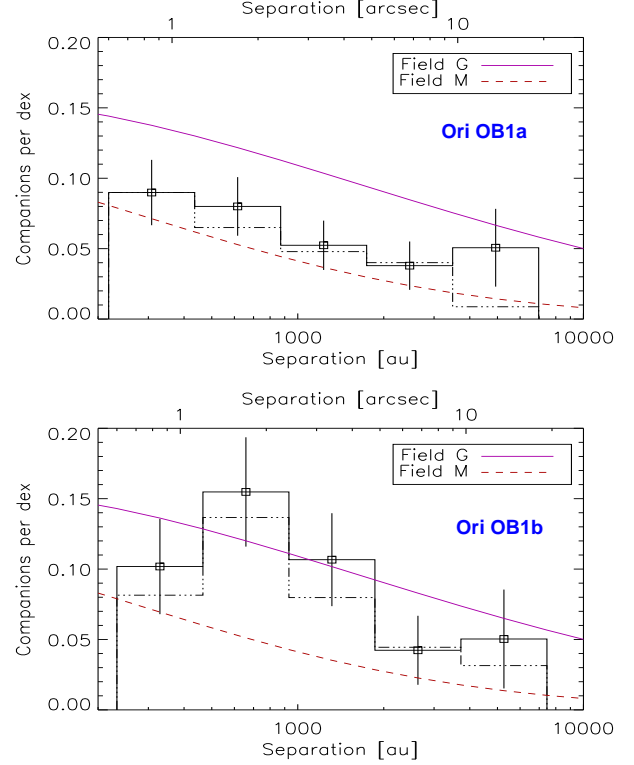 Separation [arcsec]
1 10
0.20
Field G
Field M
0.15
Ori OB1a
0.10
0.05
0.00
Companions per dex
1000 10000
Separation [au]
Separation [arcsec]
1 10
0.20
Field G
Field M
0.15
Ori OB1b
0.10
0.05
0.00
Companions per dex
1000 10000
Separation [au]